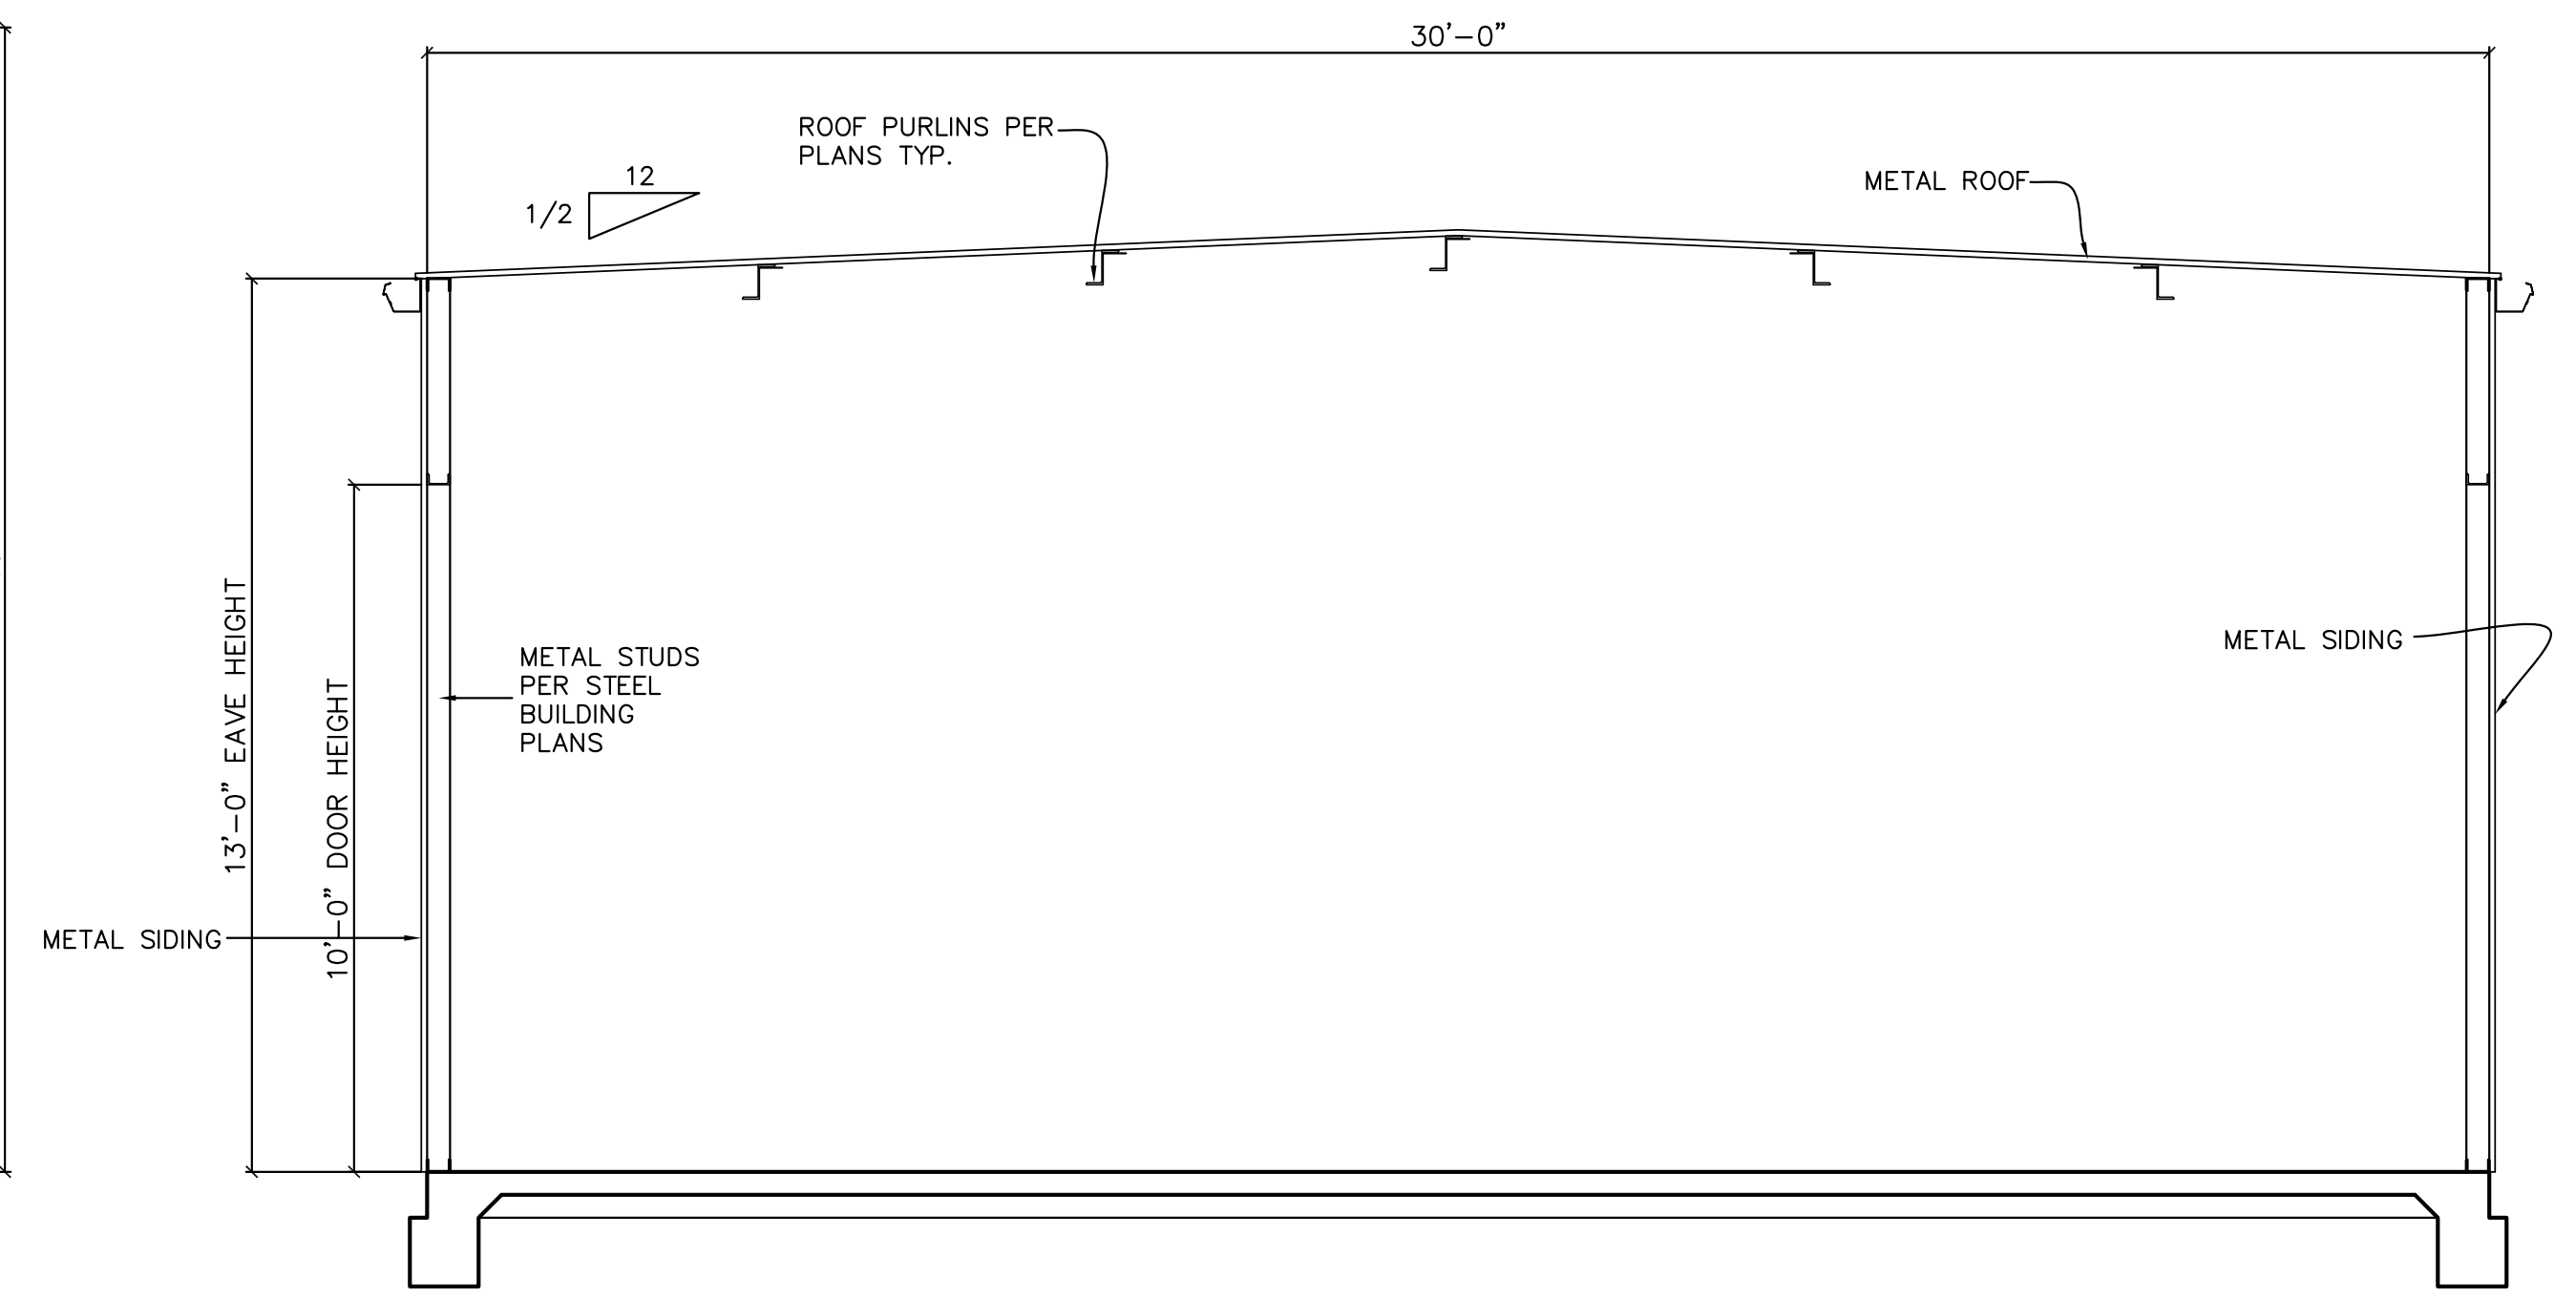 30'-0"
ROOF PURLINS PER
PLANS TYP.
12
1/2
METAL ROOF
13'-0" EAVE HEIGHT
10'-0" DOOR HEIGHT
METAL STUDS
PER STEEL
BUILDING
PLANS
METAL SIDING
METAL SIDING